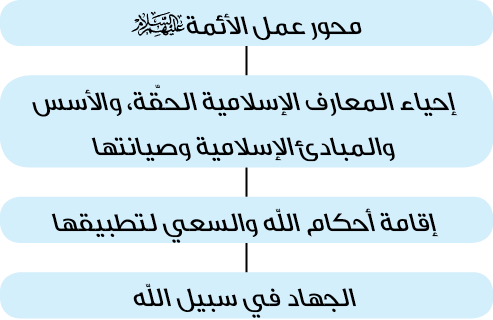 محور عمل الأئمة عليهم السلام
إحياء المعارف الإسلامية الحقّة، والأسس
والمبادئ الإسلامية وصيانتها
إقامة أحكام الله والسعي لتطبيقها
الجهاد في سبيل الله